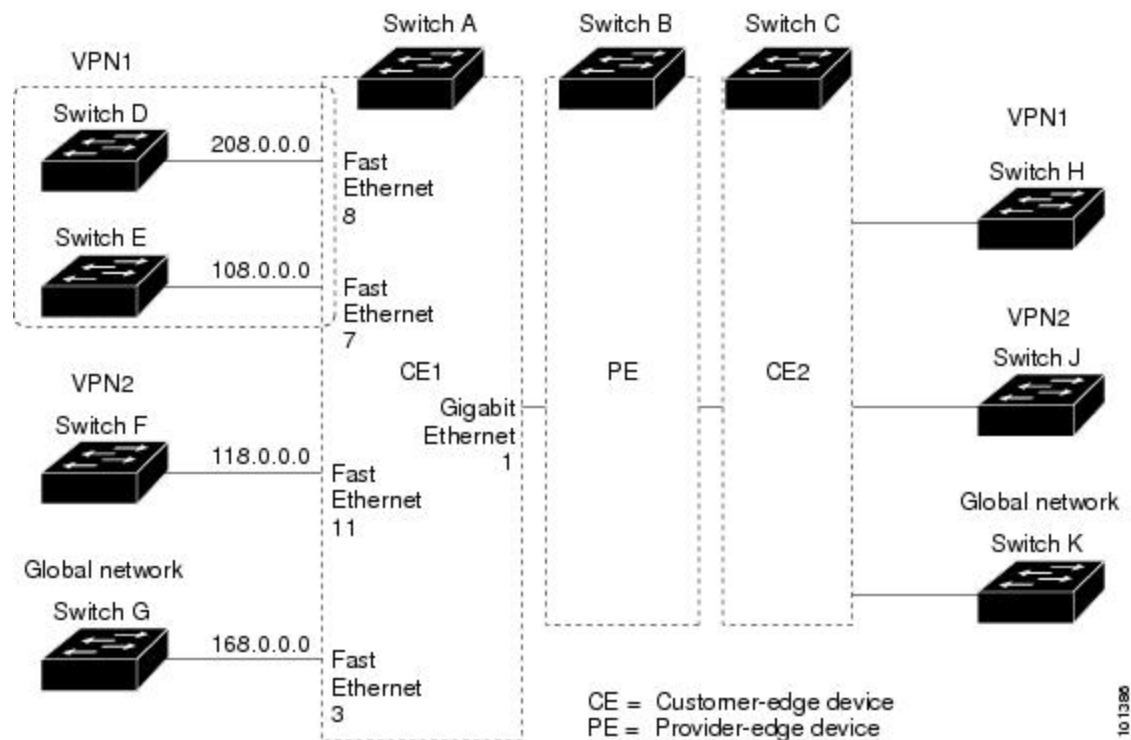 Switch A
Switch B
Switch C
VPN1
Switch D
208.0.0.0
Fast
Ethernet
8
Switch E
108.0.0.0
Fast
Ethernet
7
VPN2
Switch F
118.0.0.0
Fast
Ethernet
11
Global network
Switch G
168.0.0.0
Fast
Ethernet
3
CE1
Gigabit
Ethernet
1
PE
CE2
VPN1
Switch H
VPN2
Switch J
Global network
Switch K
CE = Customer-edge device
PE = Provider-edge device
101386